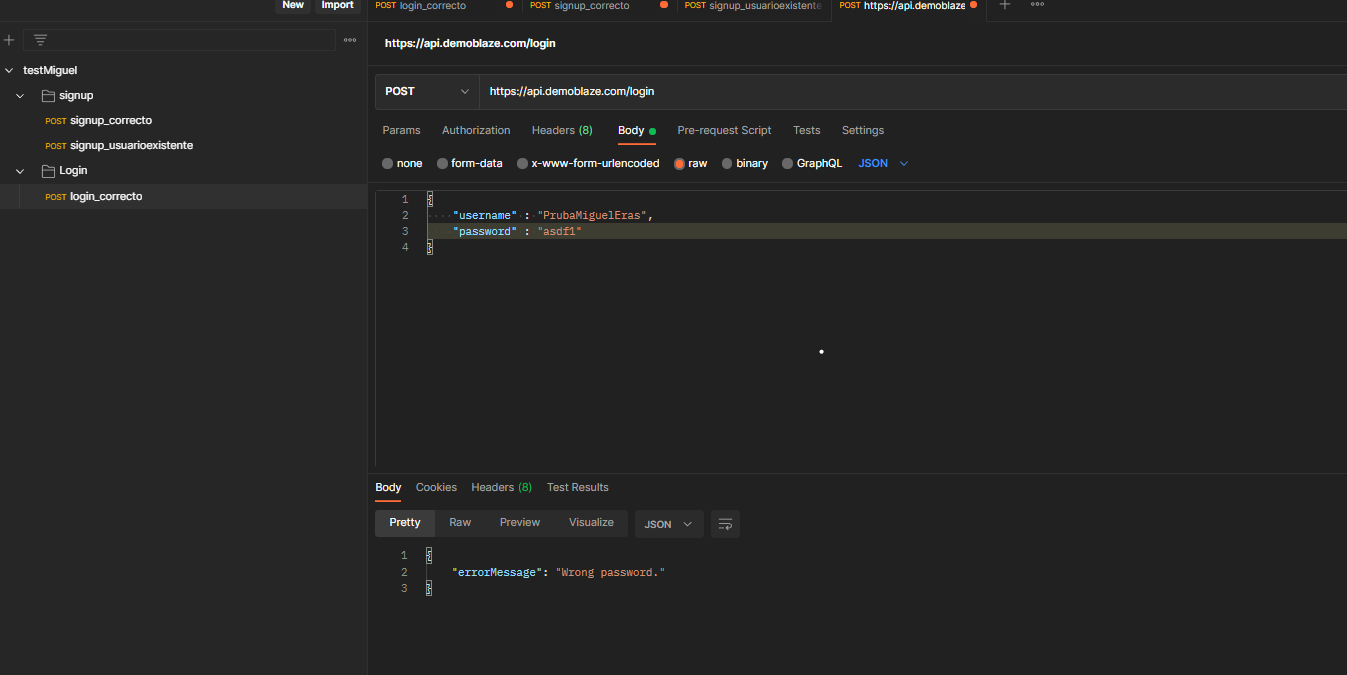 New Import
POST login_correcto
POST signup_correcto
POST signup_usuarioexistente
POST https://api.demoblaze
https://api.demoblaze.com/login
testMiguel
signup
POST signup_correcto
POST signup_usuarioexistente
Login
POST login_correcto
POST https://api.demoblaze.com/login
Params Authorization Headers (8) Body Pre-request Script Tests Settings
none form-data x-www-form-urlencoded raw binary GraphQL JSON
1 {
2 "username" : "PrubaMiguelEras",
3 "password" : "asdf1"
4 }
Body Cookies Headers (8) Test Results
Pretty Raw Preview Visualize JSON
1 {
2 "errorMessage": "Wrong password."
3 }